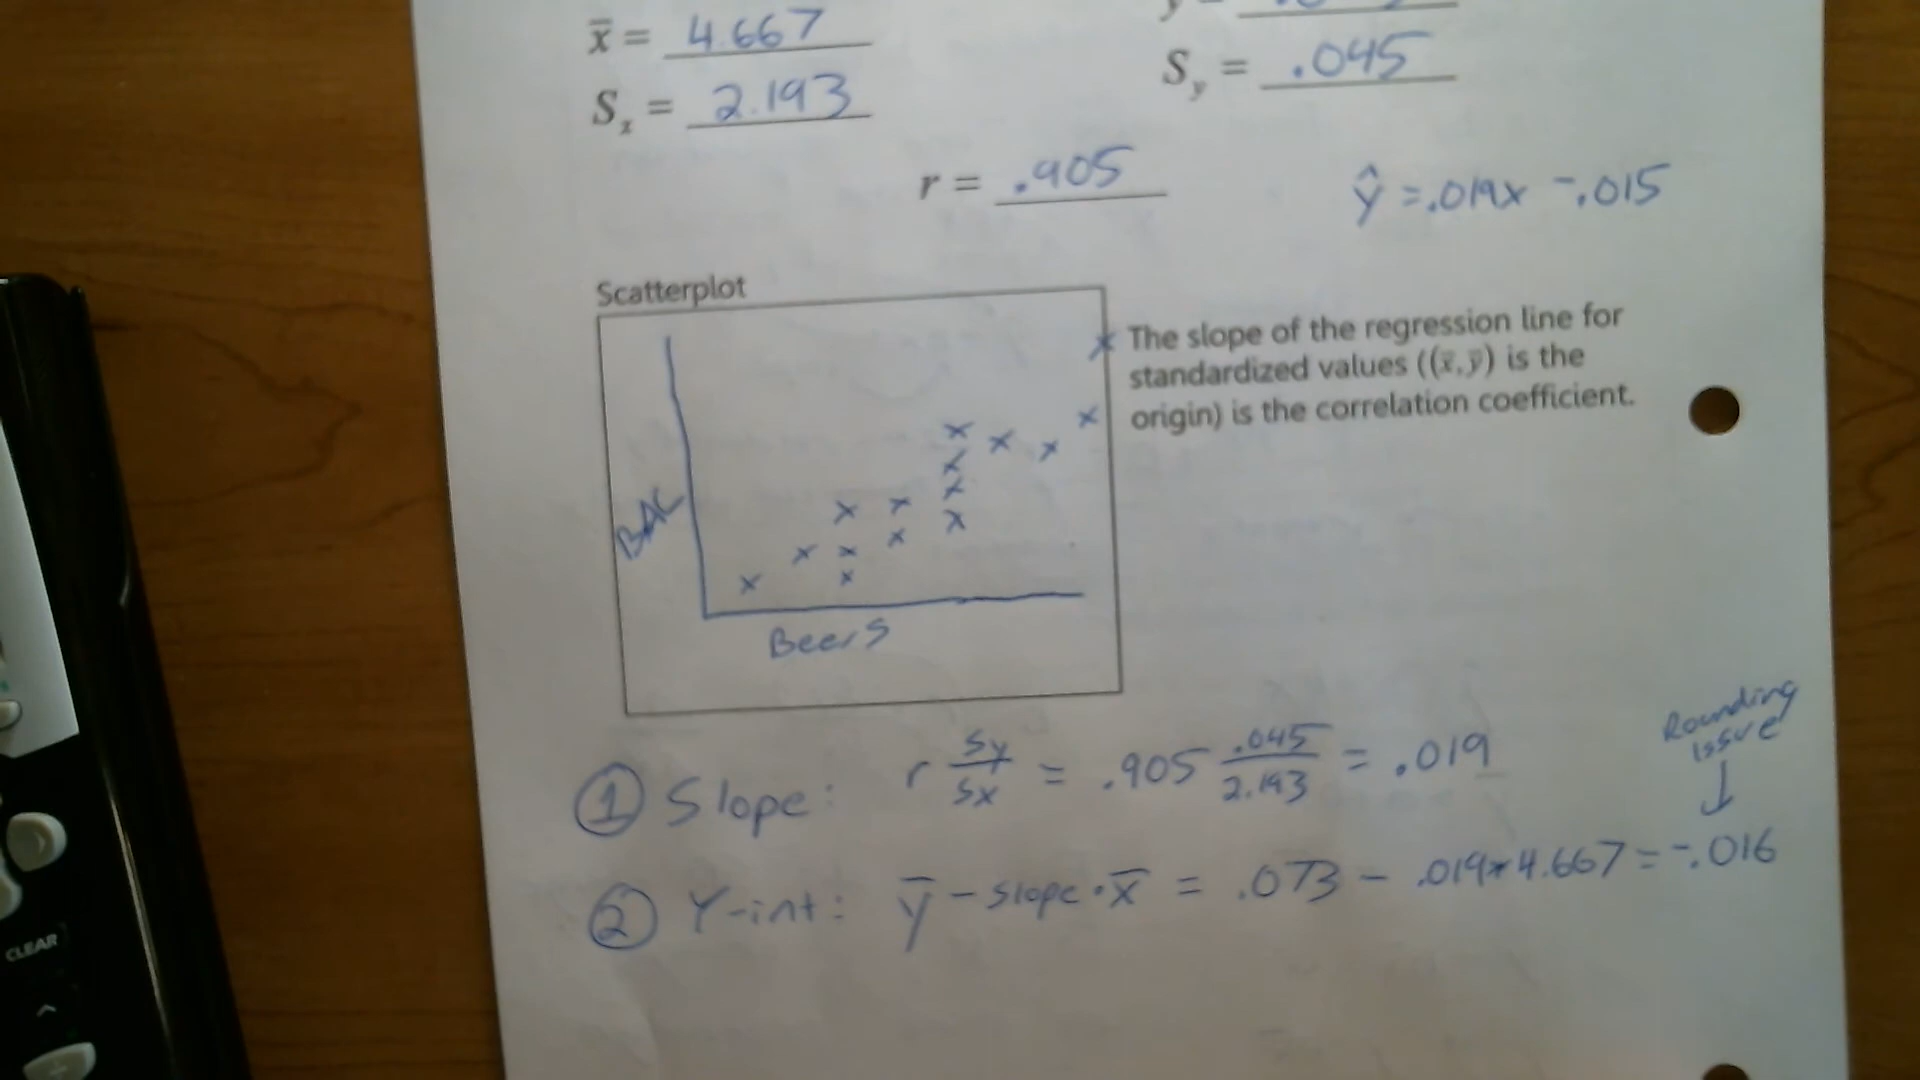 x̄ = 4.667
Sx = 2.193
Sy = .045
r = .905
ŷ = .019x -.015
Scatterplot
The slope of the regression line for
standardized values ((x̄, ȳ) is the
origin) is the correlation coefficient.
BAC
Beers
① Slope: r Sy/Sx = .905 .045/2.193 = .019
Rounding
issue
② Y-int: ȳ - slope · x̄ = .073 - .019*4.667 = -.016
CLEAR